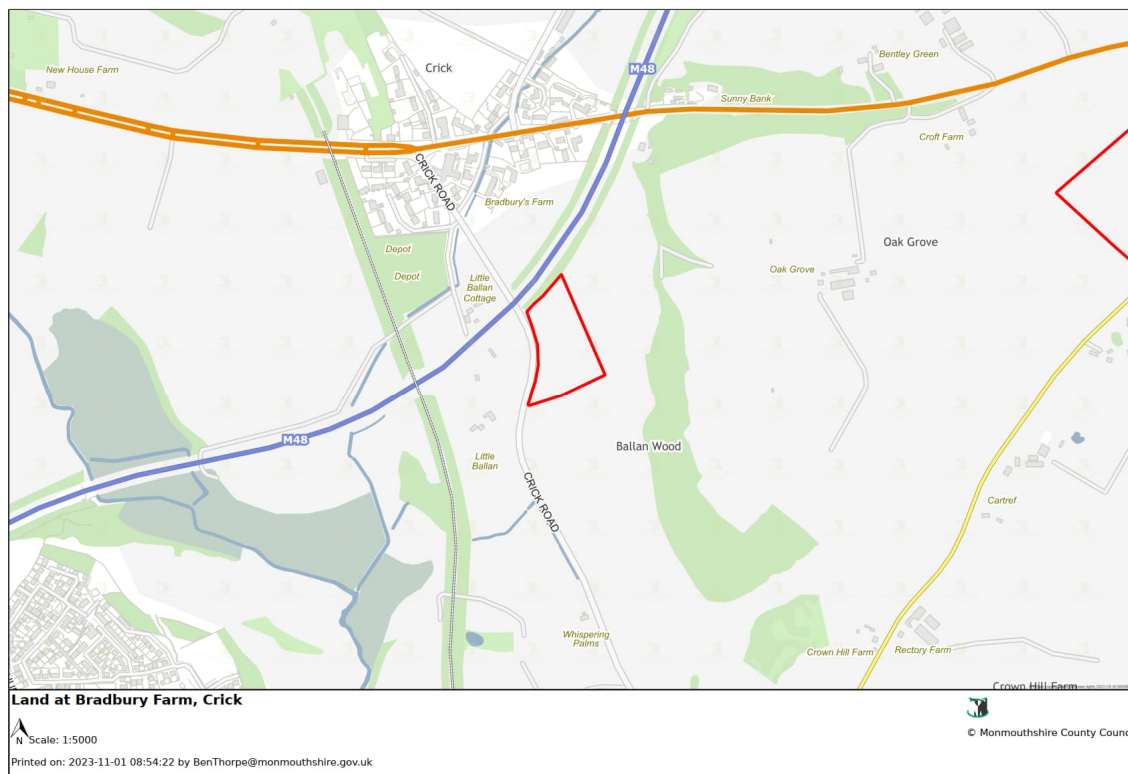 New House Farm
Crick
M48
Bentley Green
Sunny Bank
Croft Farm
CRICK ROAD
Bradbury's Farm
Oak Grove
Depot
Depot
Little
Ballan
Cottage
Oak Grove
M48
Ballan Wood
Little
Ballan
CRICK ROAD
Cartref
Whispering
Palms
Crown Hill Farm
Rectory Farm
Crown Hill Farm
Land at Bradbury Farm, Crick
N
Scale: 1:5000
© Monmouthshire County Counc
Printed on: 2023-11-01 08:54:22 by BenThorpe@monmouthshire.gov.uk